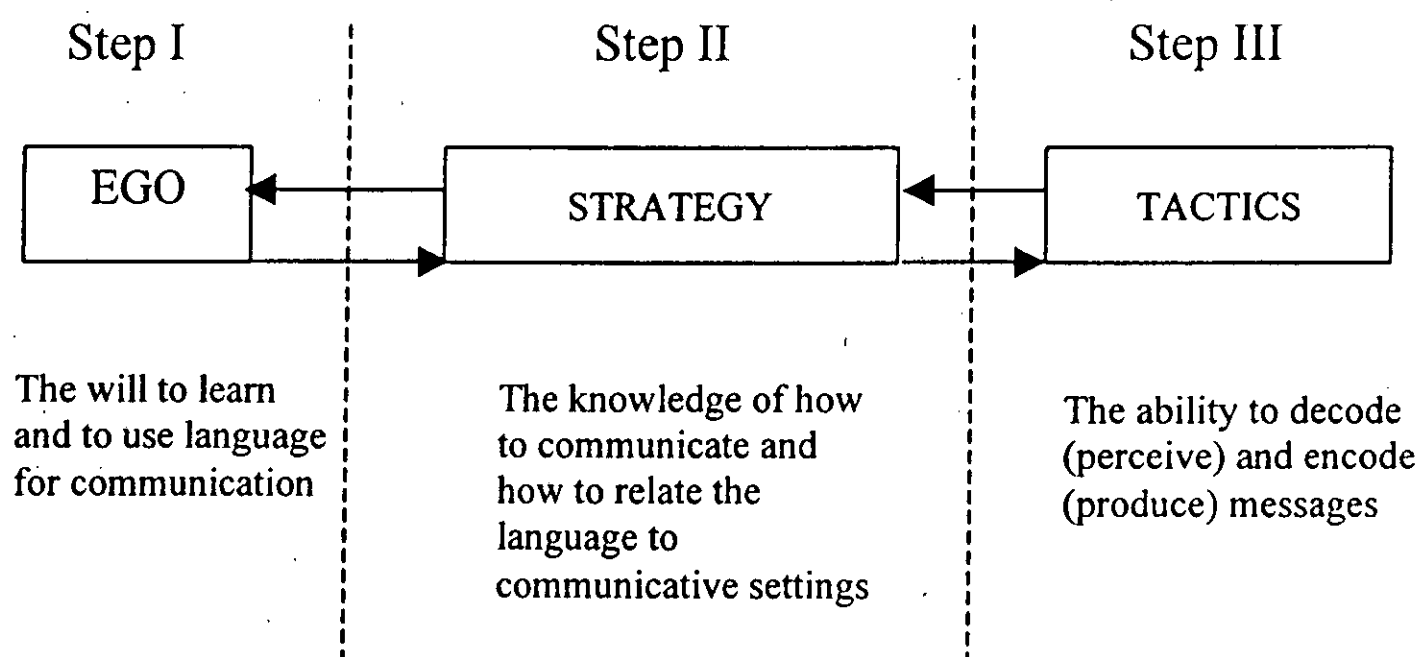 Step I
Step II
Step III
EGO
STRATEGY
TACTICS
The will to learn
and to use language
for communication
The knowledge of how
to communicate and
how to relate the
language to
communicative settings
The ability to decode
(perceive) and encode
(produce) messages